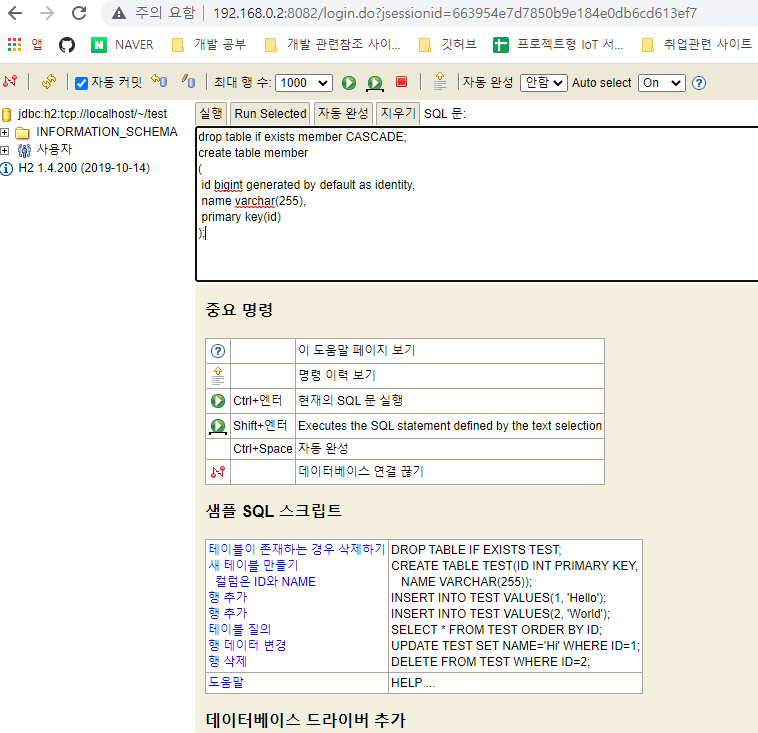 주의 요함 | 192.168.0.2:8082/login.do?jsessionid=663954e7d7850b9e184e0db6cd613ef7
앱 NAVER 개발 공부 개발 관련참조 사이... 깃허브 프로젝트형 IoT 서... 취업관련 사이트
자동 커밋 최대 행 수: 1000 자동 완성 안함 Auto select On
jdbc:h2:tcp://localhost/~/test
INFORMATION_SCHEMA
사용자
H2 1.4.200 (2019-10-14)
실행 Run Selected 자동 완성 지우기 SQL 문:
drop table if exists member CASCADE;
create table member
(
id bigint generated by default as identity,
name varchar(255),
primary key(id)
);
중요 명령
이 도움말 페이지 보기
명령 이력 보기
Ctrl+엔터 현재의 SQL 문 실행
Shift+엔터 Executes the SQL statement defined by the text selection
Ctrl+Space 자동 완성
데이터베이스 연결 끊기
샘플 SQL 스크립트
테이블이 존재하는 경우 삭제하기 DROP TABLE IF EXISTS TEST;
새 테이블 만들기 CREATE TABLE TEST(ID INT PRIMARY KEY,
컬럼은 ID와 NAME NAME VARCHAR(255));
행 추가 INSERT INTO TEST VALUES(1, 'Hello');
행 추가 INSERT INTO TEST VALUES(2, 'World');
테이블 질의 SELECT * FROM TEST ORDER BY ID;
행 데이터 변경 UPDATE TEST SET NAME='Hi' WHERE ID=1;
행 삭제 DELETE FROM TEST WHERE ID=2;
도움말 HELP ...
데이터베이스 드라이버 추가